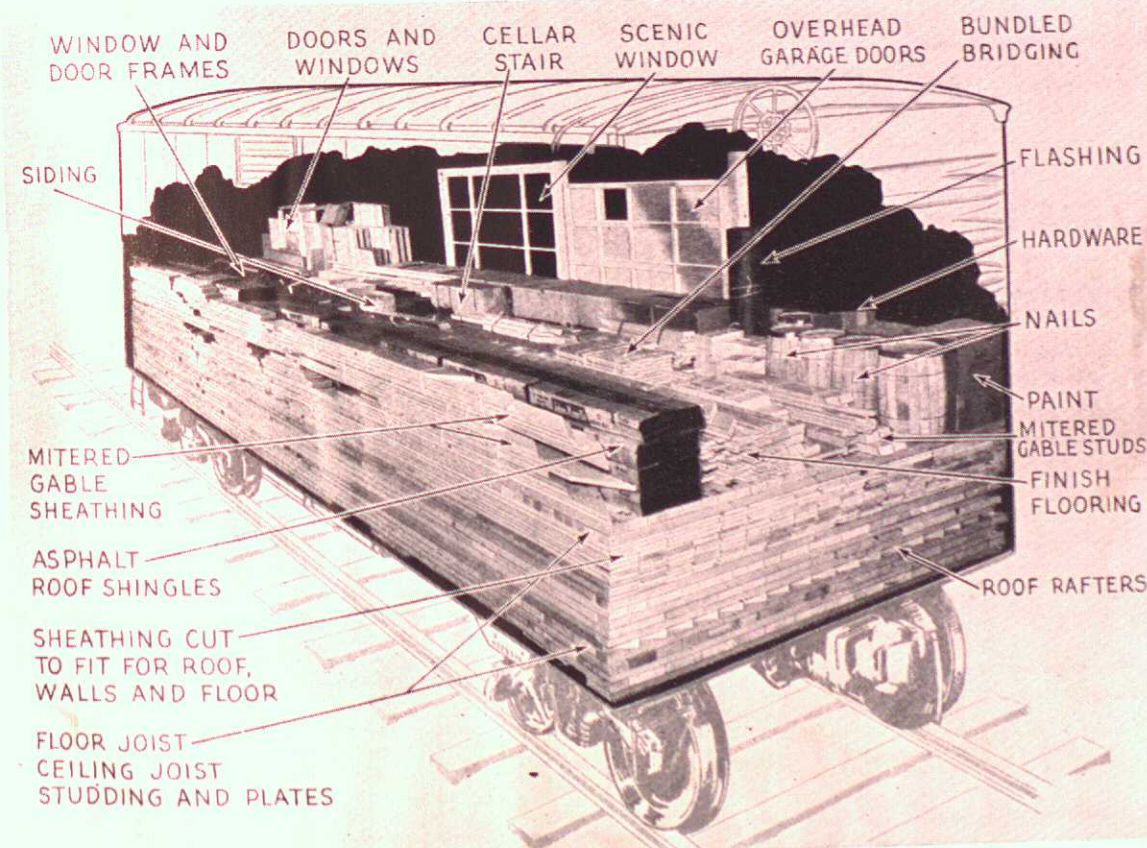 WINDOW AND
DOOR FRAMES
DOORS AND
WINDOWS
CELLAR
STAIR
SCENIC
WINDOW
OVERHEAD
GARAGE DOORS
BUNDLED
BRIDGING
SIDING
FLASHING
HARDWARE
NAILS
PAINT
MITERED
GABLE STUDS
FINISH
FLOORING
ROOF RAFTERS
MITERED
GABLE
SHEATHING
ASPHALT
ROOF SHINGLES
SHEATHING CUT
TO FIT FOR ROOF,
WALLS AND FLOOR
FLOOR JOIST
CEILING JOIST
STUDDING AND PLATES